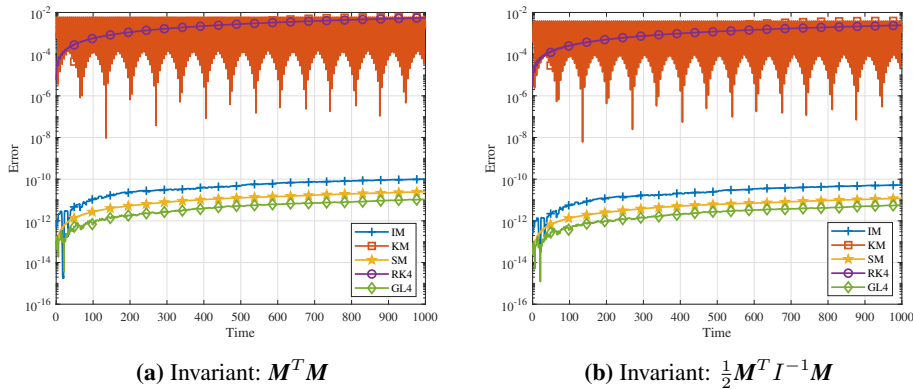 10^-2
10^-4
10^-6
10^-8
10^-10
10^-12
10^-14
10^-16
Error
0 100 200 300 400 500 600 700 800 900 1000
Time
IM
KM
SM
RK4
GL4
(a) Invariant: M^T M
10^-2
10^-4
10^-6
10^-8
10^-10
10^-12
10^-14
10^-16
Error
0 100 200 300 400 500 600 700 800 900 1000
Time
IM
KM
SM
RK4
GL4
(b) Invariant: 1/2 M^T I^-1 M